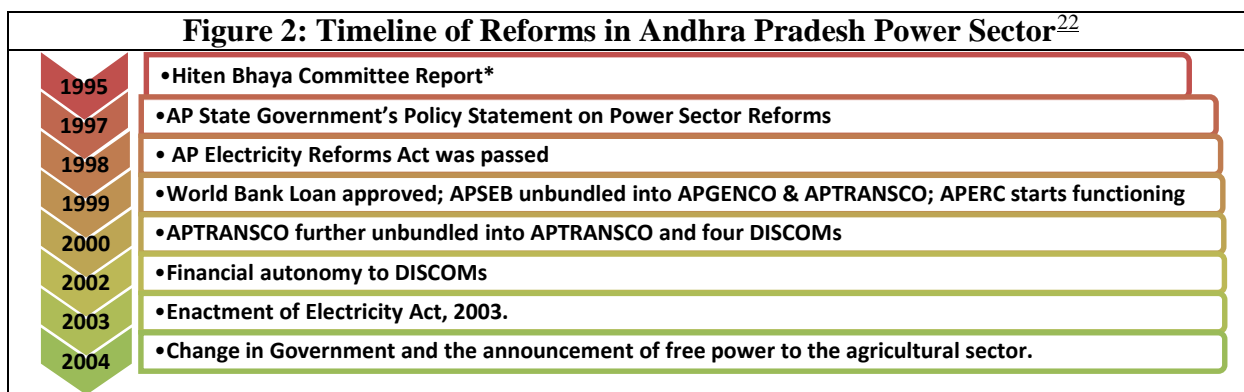 Figure 2: Timeline of Reforms in Andhra Pradesh Power Sector22
1995
•Hiten Bhaya Committee Report*
1997
•AP State Government's Policy Statement on Power Sector Reforms
1998
• AP Electricity Reforms Act was passed
1999
•World Bank Loan approved; APSEB unbundled into APGENCO & APTRANSCO; APERC starts functioning
2000
•APTRANSCO further unbundled into APTRANSCO and four DISCOMs
2002
•Financial autonomy to DISCOMs
2003
•Enactment of Electricity Act, 2003.
2004
•Change in Government and the announcement of free power to the agricultural sector.